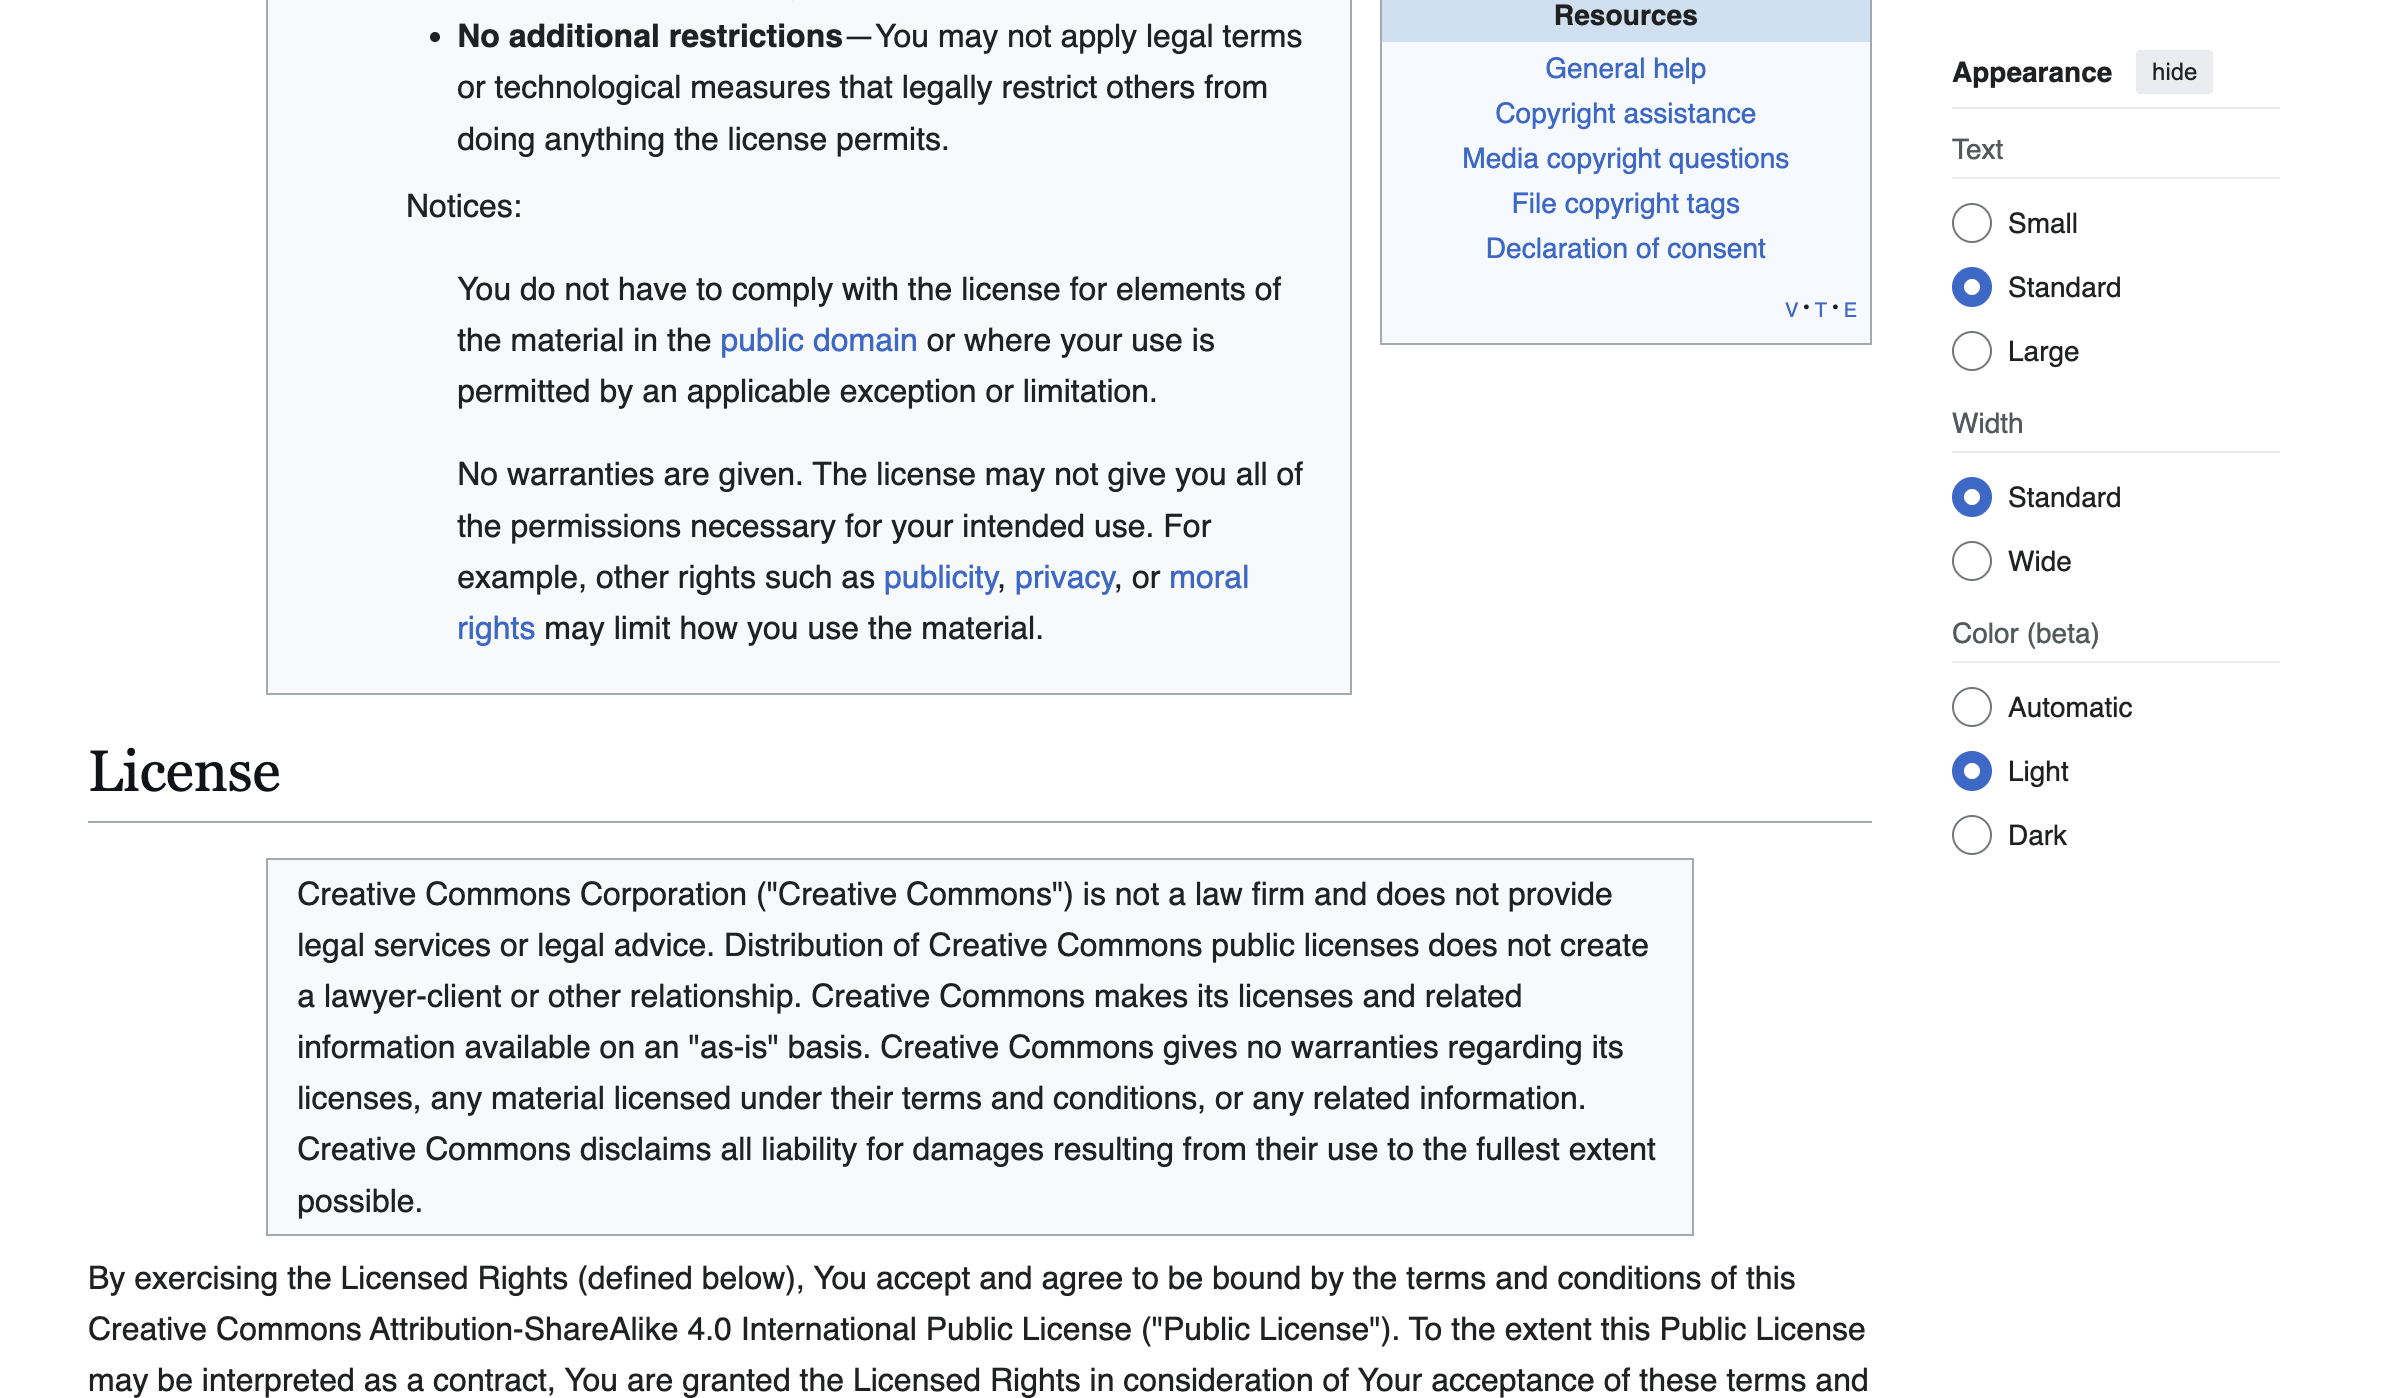 • No additional restrictions—You may not apply legal terms
or technological measures that legally restrict others from
doing anything the license permits.
Notices:
You do not have to comply with the license for elements of
the material in the public domain or where your use is
permitted by an applicable exception or limitation.
No warranties are given. The license may not give you all of
the permissions necessary for your intended use. For
example, other rights such as publicity, privacy, or moral
rights may limit how you use the material.
Resources
General help
Copyright assistance
Media copyright questions
File copyright tags
Declaration of consent
V • T • E
License
Creative Commons Corporation ("Creative Commons") is not a law firm and does not provide
legal services or legal advice. Distribution of Creative Commons public licenses does not create
a lawyer-client or other relationship. Creative Commons makes its licenses and related
information available on an "as-is" basis. Creative Commons gives no warranties regarding its
licenses, any material licensed under their terms and conditions, or any related information.
Creative Commons disclaims all liability for damages resulting from their use to the fullest extent
possible.
By exercising the Licensed Rights (defined below), You accept and agree to be bound by the terms and conditions of this
Creative Commons Attribution-ShareAlike 4.0 International Public License ("Public License"). To the extent this Public License
may be interpreted as a contract, You are granted the Licensed Rights in consideration of Your acceptance of these terms and
Appearance hide
Text
Small
Standard
Large
Width
Standard
Wide
Color (beta)
Automatic
Light
Dark